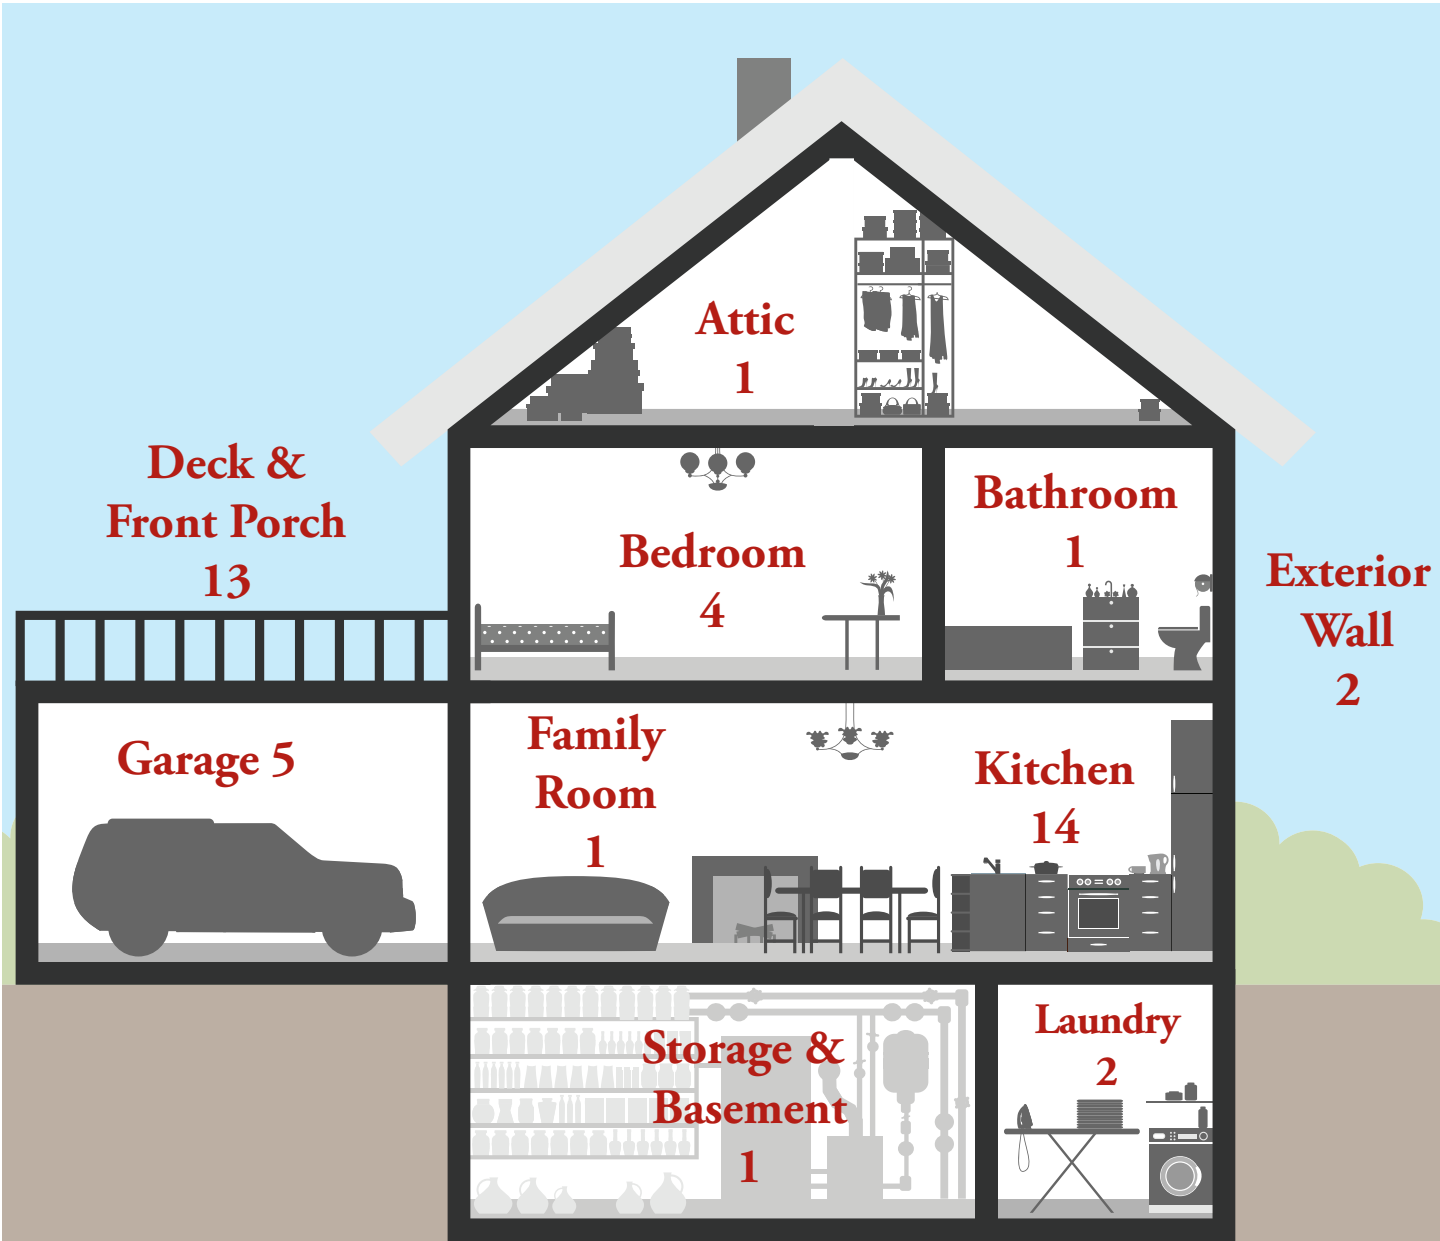 Attic
1
Deck &
Front Porch
13
Bedroom
4
Bathroom
1
Exterior
Wall
2
Garage 5
Family
Room
1
Kitchen
14
Storage &
Basement
1
Laundry
2